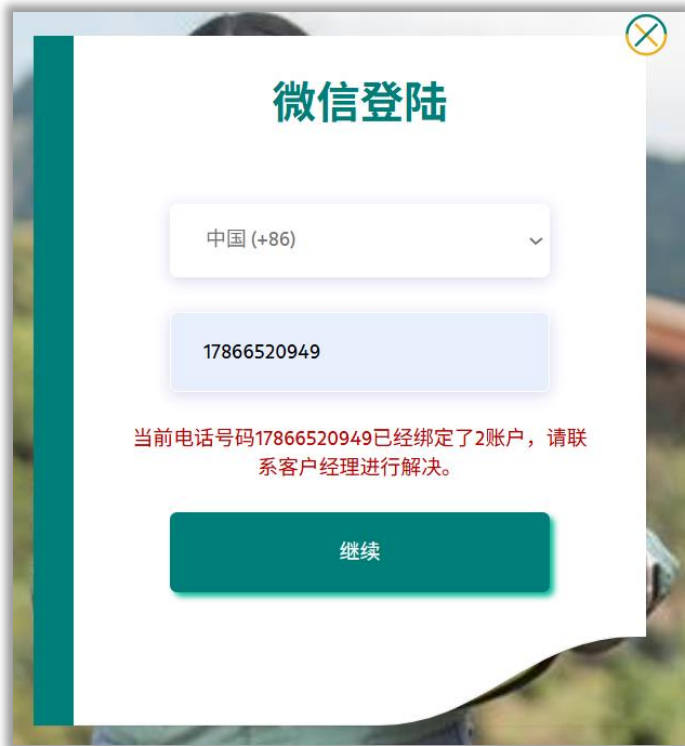 微信登陆
中国 (+86)
17866520949
当前电话号码17866520949已经绑定了2账户，请联
系客户经理进行解决。
继续